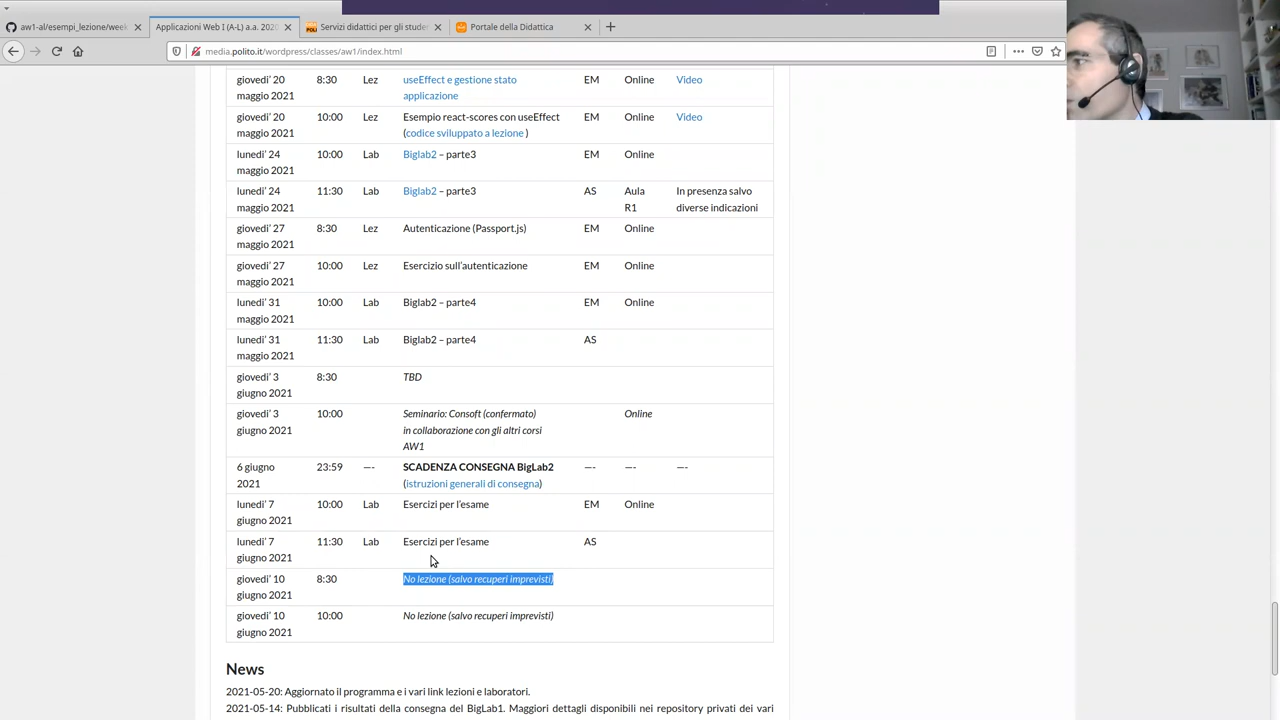 aw1-al/esempi_lezione/week
Applicazioni Web I (A-L) a.a. 2020
Servizi didattici per gli stude
Portale della Didattica
media.polito.it/wordpress/classes/aw1/index.html
giovedi' 20 8:30 Lez useEffect e gestione stato EM Online Video
maggio 2021 applicazione
giovedi' 20 10:00 Lez Esempio react-scores con useEffect EM Online Video
maggio 2021 (codice sviluppato a lezione )
lunedi' 24 10:00 Lab Biglab2 – parte3 EM Online
maggio 2021
lunedi' 24 11:30 Lab Biglab2 – parte3 AS Aula In presenza salvo
maggio 2021 R1 diverse indicazioni
giovedi' 27 8:30 Lez Autenticazione (Passport.js) EM Online
maggio 2021
giovedi' 27 10:00 Lez Esercizio sull'autenticazione EM Online
maggio 2021
lunedi' 31 10:00 Lab Biglab2 – parte4 EM Online
maggio 2021
lunedi' 31 11:30 Lab Biglab2 – parte4 AS
maggio 2021
giovedi' 3 8:30 TBD
giugno 2021
giovedi' 3 10:00 Seminario: Consoft (confermato) Online
giugno 2021 in collaborazione con gli altri corsi
AW1
6 giugno 23:59 —- SCADENZA CONSEGNA BigLab2 —- —- —-
2021 (istruzioni generali di consegna)
lunedi' 7 10:00 Lab Esercizi per l'esame EM Online
giugno 2021
lunedi' 7 11:30 Lab Esercizi per l'esame AS
giugno 2021
giovedi' 10 8:30 No lezione (salvo recuperi imprevisti)
giugno 2021
giovedi' 10 10:00 No lezione (salvo recuperi imprevisti)
giugno 2021
News
2021-05-20: Aggiornato il programma e i vari link lezioni e laboratori.
2021-05-14: Pubblicati i risultati della consegna del BigLab1. Maggiori dettagli disponibili nei repository privati dei vari